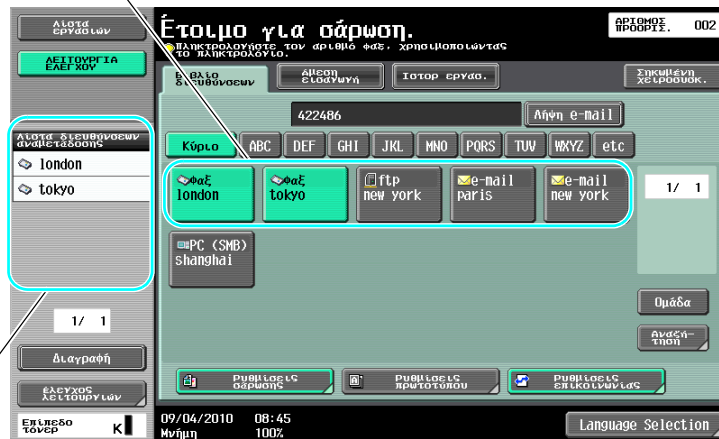 Λίστα
εργασιών
Έτοιμο για σάρωση.
Πληκτρολογήστε τον αριθμό φαξ, χρησιμοποιώντας
το πληκτρολόγιο.
ΑΡΙΘΜΟΣ
ΠΡΟΟΡΙΣ. 002
ΛΕΙΤΟΥΡΓΙΑ
ΕΛΕΓΧΟΥ
Βιβλίο
διευθύνσεων
Άμεση
εισαγωγή
Ιστορ εργασ.
Σηκωμένη
χειροσυσκ.
422486
Λήψη e-mail
Λίστα διευθύνσεων
αναμετάδοσης
Κύριο ABC DEF GHI JKL MNO PQRS TUV WXYZ etc
london
tokyo
Φαξ
london
Φαξ
tokyo
ftp
new york
e-mail
paris
e-mail
new york
1/ 1
PC (SMB)
shanghai
Ομάδα
Αναζή-
τηση
1/ 1
Διαγραφή
Ρυθμίσεις
σάρωσης
Ρυθμίσεις
πρωτοτύπου
Ρυθμίσεις
επικοινωνίας
έλεγχος
λειτουργιών
Επίπεδο
τόνερ K
09/04/2010 08:45
Μνήμη 100%
Language Selection